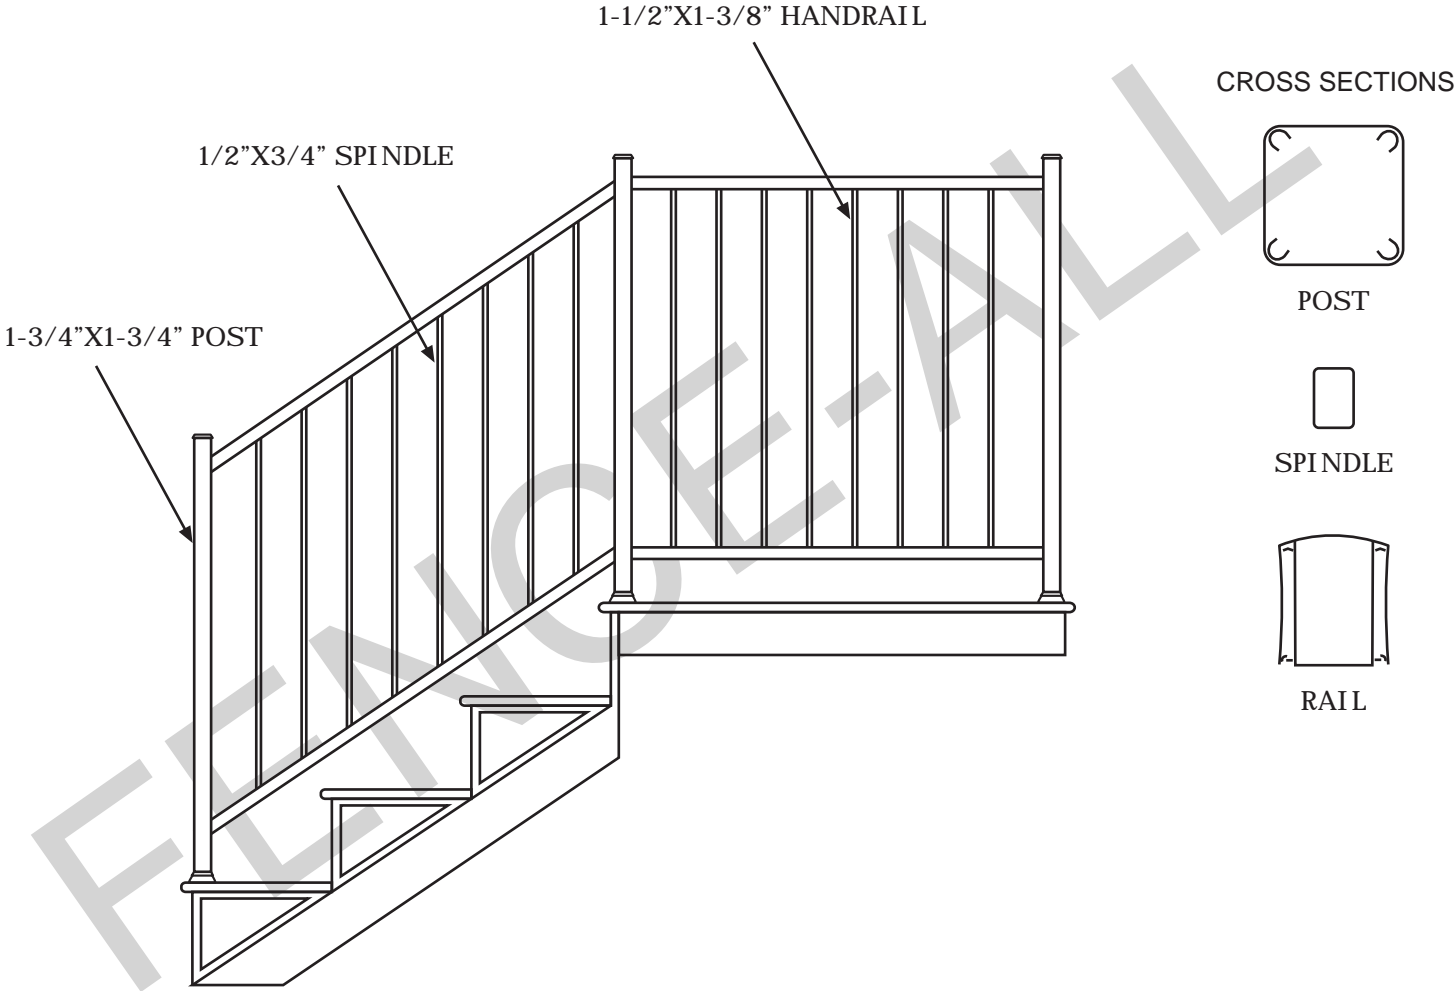 1-1/2”X1-3/8” HANDRAIL
CROSS SECTIONS
1/2”X3/4” SPINDLE
POST
1-3/4”X1-3/4” POST
SPINDLE
RAIL
FENCE-ALL